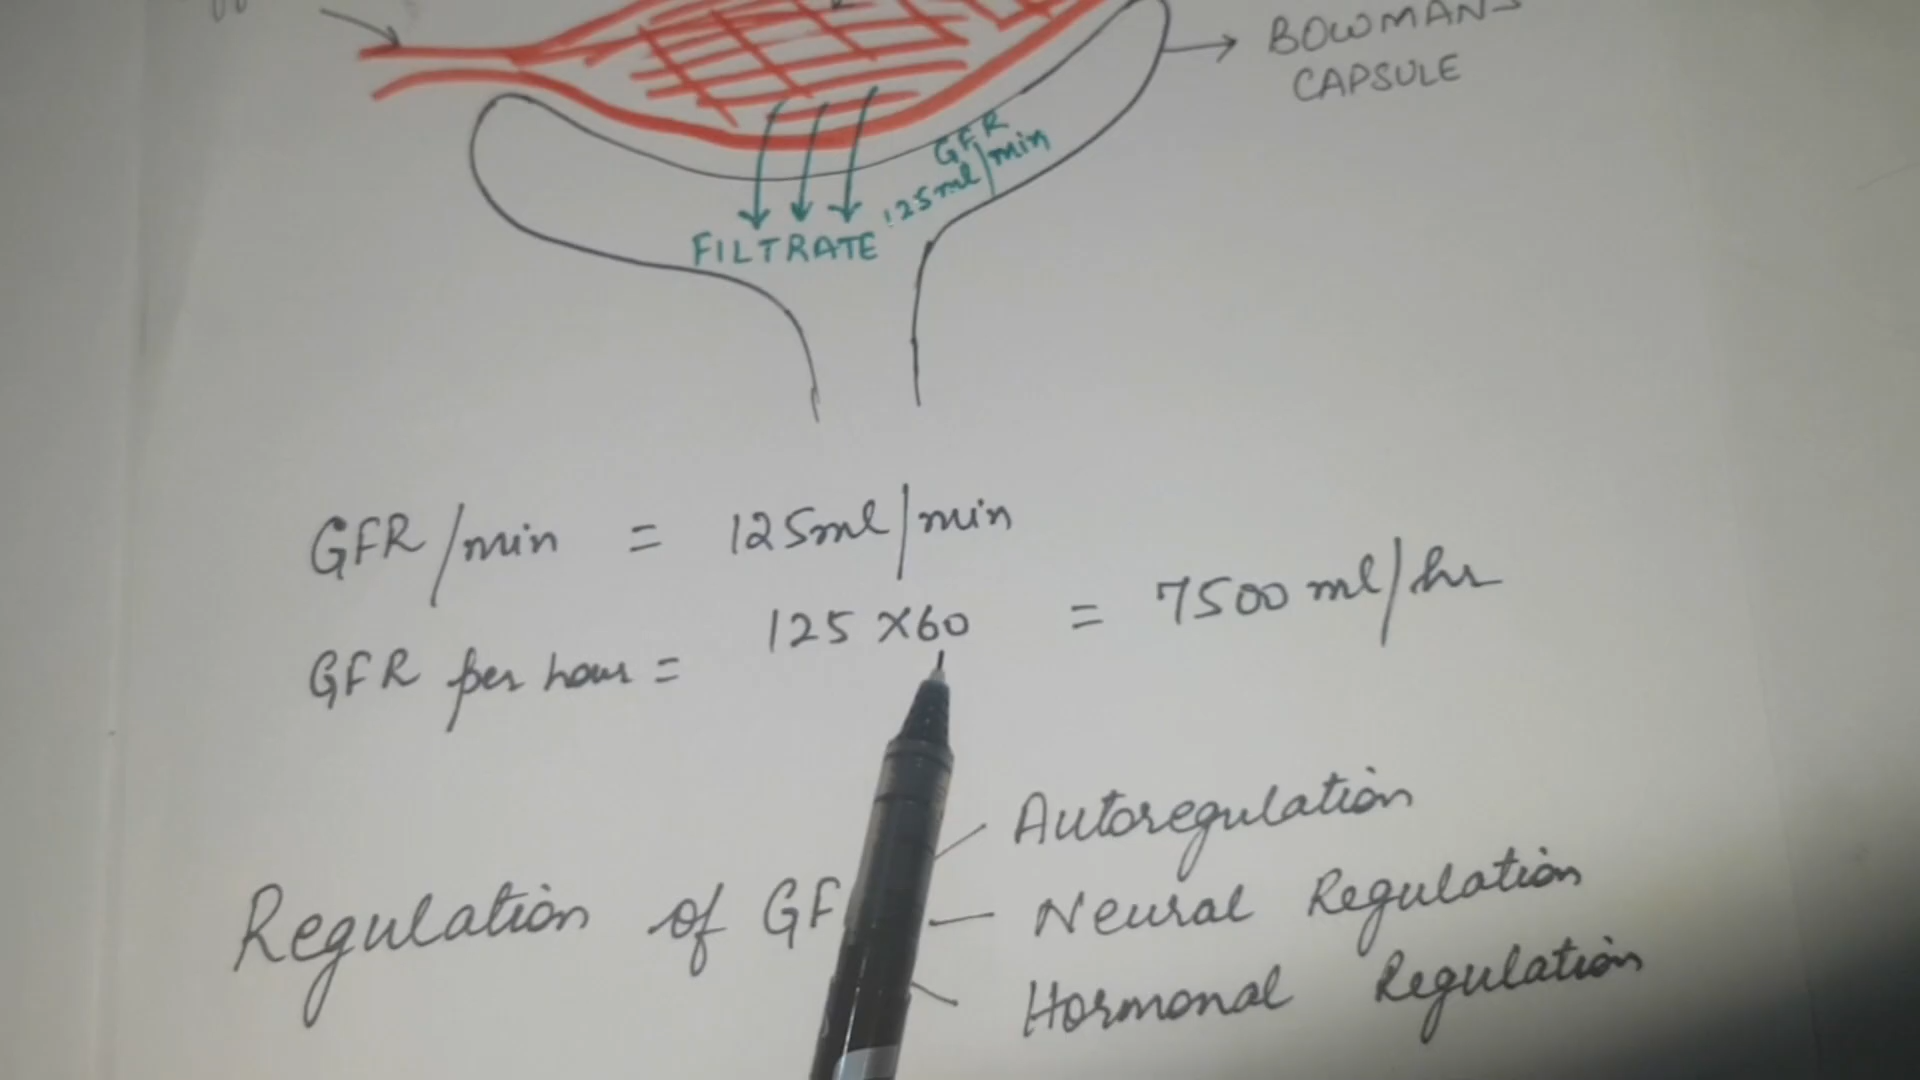 BOWMAN'S
CAPSULE
GFR
125ml/min
FILTRATE
GFR/min = 125ml/min
GFR per hour = 125 X60 = 7500 ml/hr
Autoregulation
Regulation of GF
Neural Regulation
Hormonal Regulation